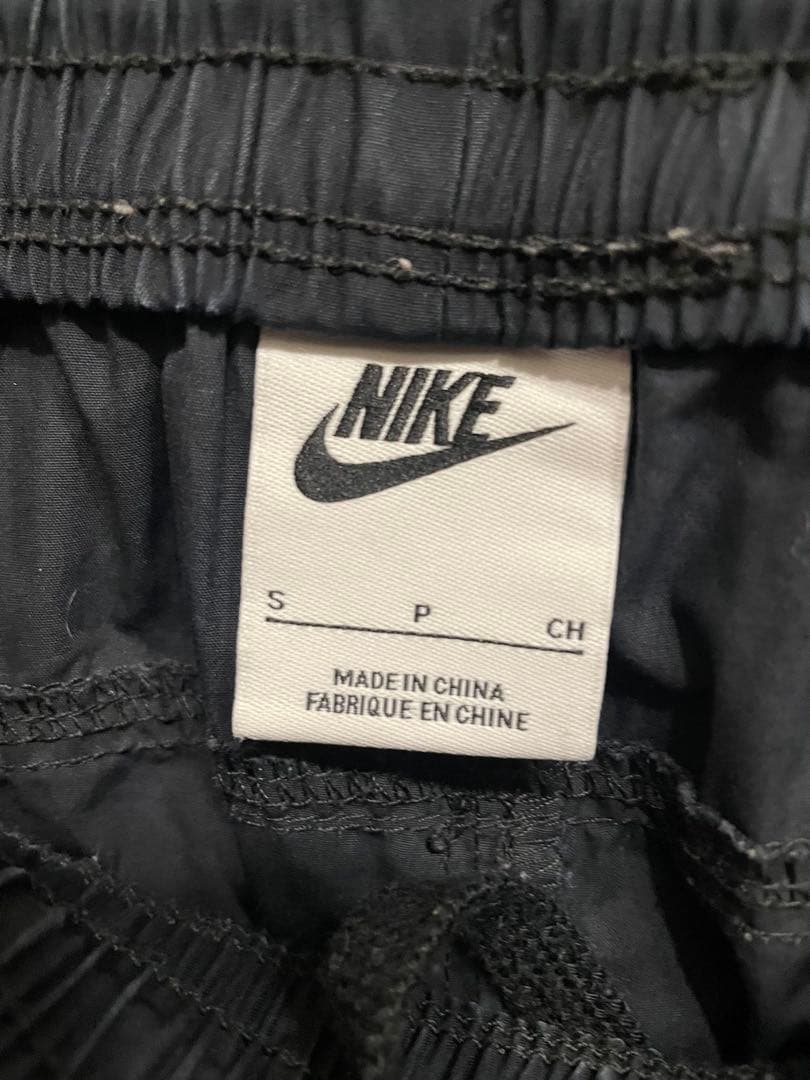 NIKE
S P CH
MADE IN CHINA
FABRIQUE EN CHINE